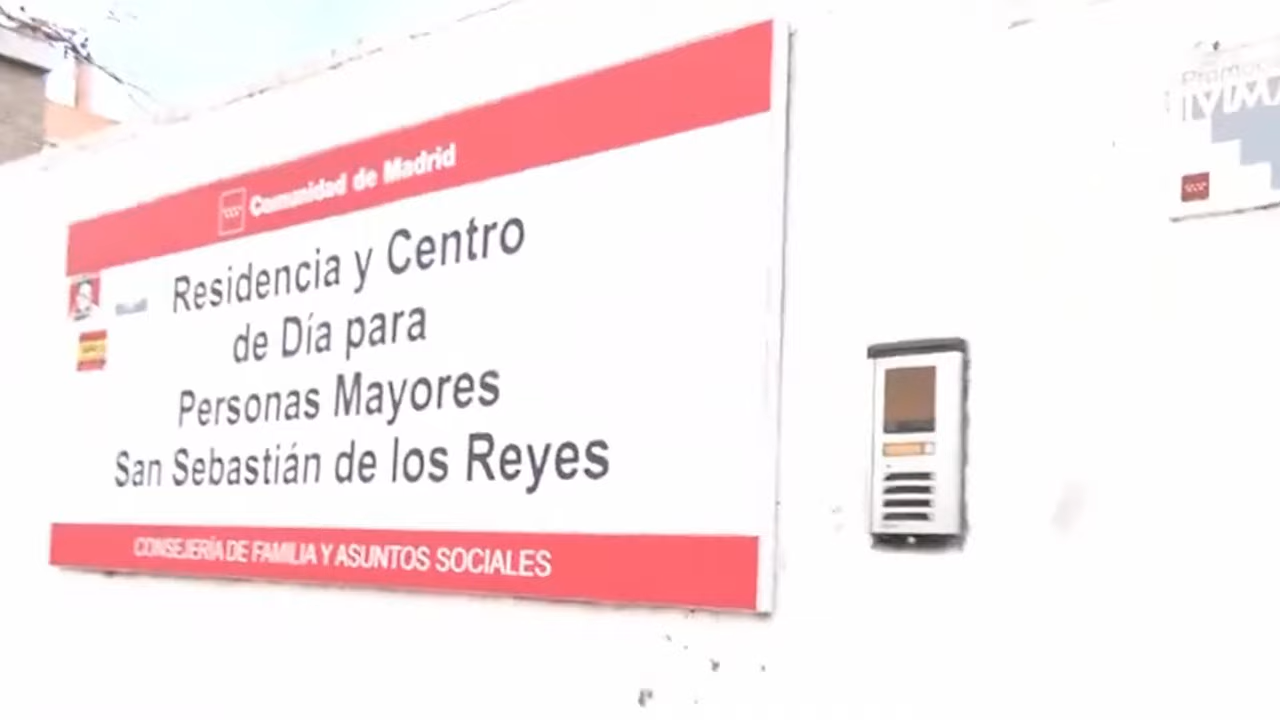 Comunidad de Madrid
Residencia y Centro
de Día para
Personas Mayores
San Sebastián de los Reyes
CONSEJERÍA DE FAMILIA Y ASUNTOS SOCIALES